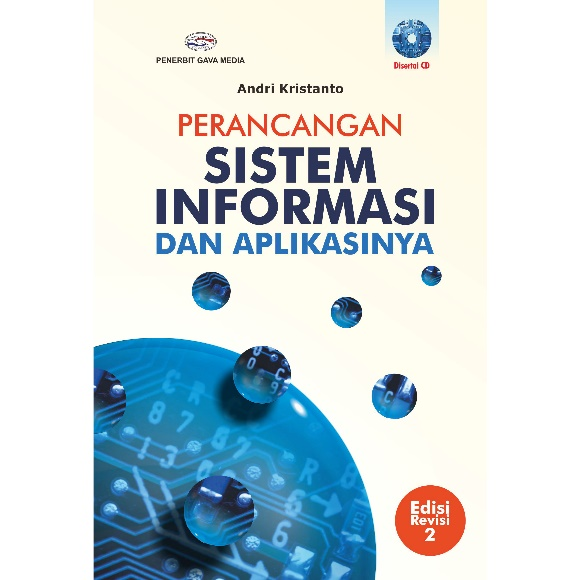 PENERBIT GAVA MEDIA
Disertai CD
Andri Kristanto
PERANCANGAN
SISTEM
INFORMASI
DAN APLIKASINYA
Edisi
Revisi
2